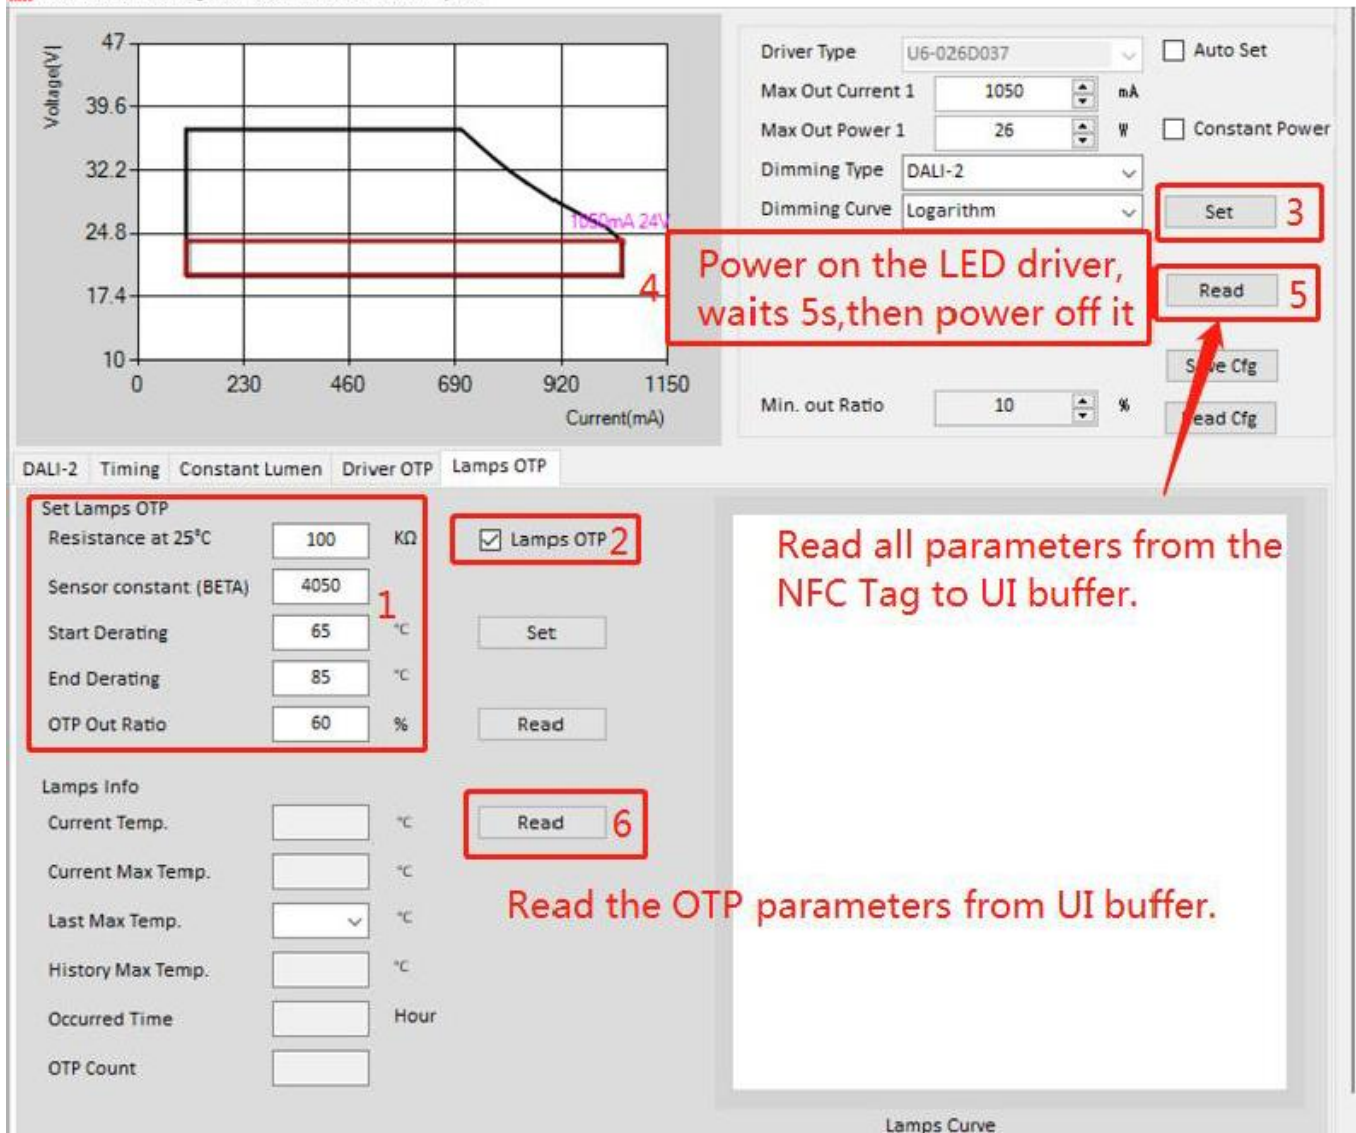 Voltage[V]
47
39.6
32.2
24.8
17.4
10
0 230 460 690 920 1150
Current(mA)
1050mA 24V
Driver Type U6-026D037 Auto Set
Max Out Current 1 1050 mA
Max Out Power 1 26 W Constant Power
Dimming Type DALI-2
Dimming Curve Logarithm Set 3
4 Power on the LED driver,
waits 5s,then power off it
Read 5
Min. out Ratio 10 %
DALI-2 Timing Constant Lumen Driver OTP Lamps OTP
Set Lamps OTP
Resistance at 25°C 100 KΩ
Sensor constant (BETA) 4050
1
Start Derating 65 °C
End Derating 85 °C
OTP Out Ratio 60 %
Lamps OTP 2
Set
Read
Read all parameters from the
NFC Tag to UI buffer.
Lamps Info
Current Temp. °C
Read 6
Current Max Temp. °C
Last Max Temp. °C
Read the OTP parameters from UI buffer.
History Max Temp. °C
Occurred Time Hour
OTP Count
Lamps Curve